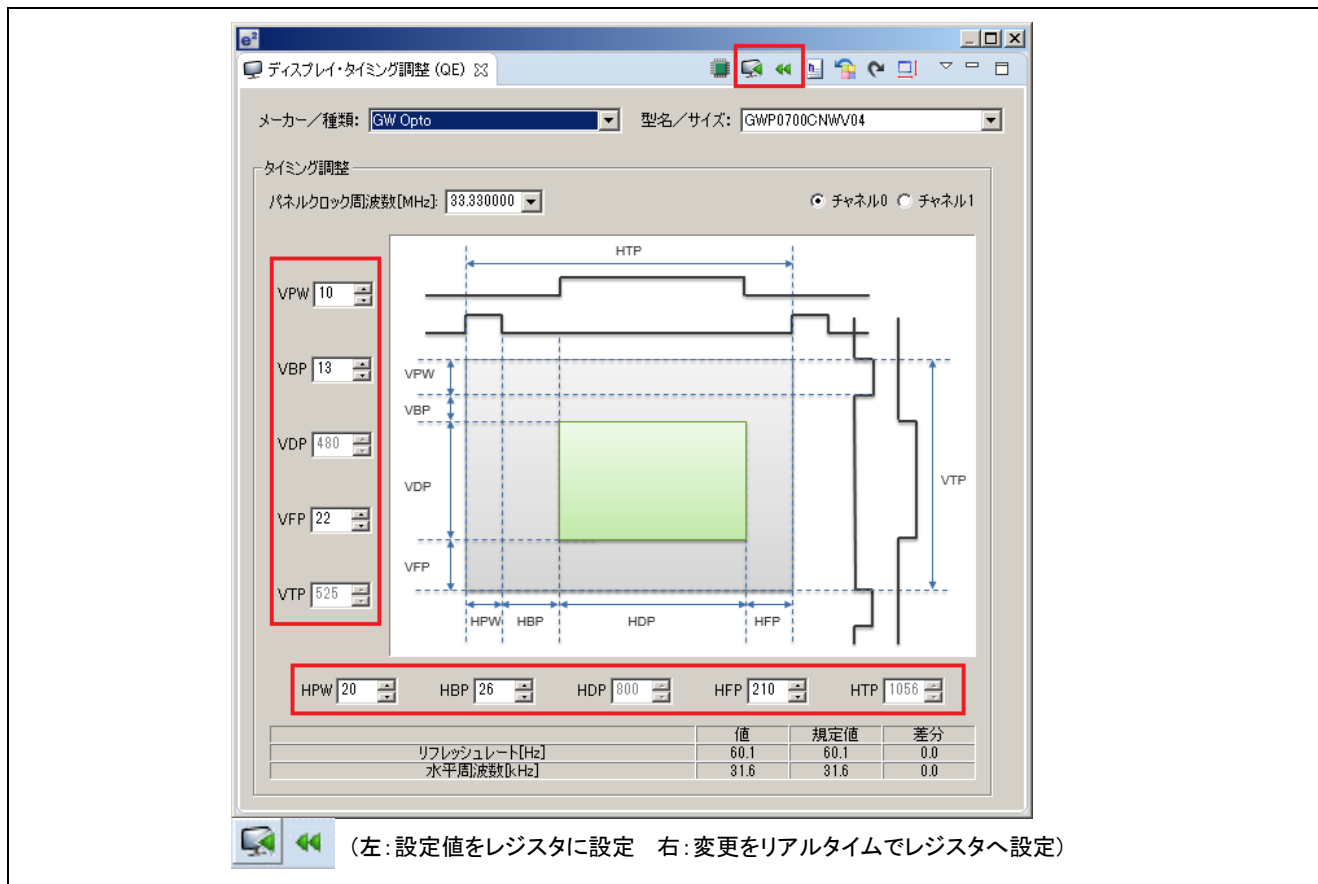 e²
ディスプレイ・タイミング調整 (QE)
メーカー／種類: GW Opto 型名／サイズ: GWP0700CNWV04
タイミング調整
パネルクロック周波数[MHz]: 33.330000 チャネル0 チャネル1
HTP
VPW 10
VBP 13
VDP 480
VFP 22
VTP 525
VPW
VBP
VDP
VFP
VTP
HPW HBP HDP HFP
HPW 20 HBP 26 HDP 800 HFP 210 HTP 1056
値 規定値 差分
リフレッシュレート[Hz] 60.1 60.1 0.0
水平周波数[kHz] 31.6 31.6 0.0
（左：設定値をレジスタに設定　右：変更をリアルタイムでレジスタへ設定）